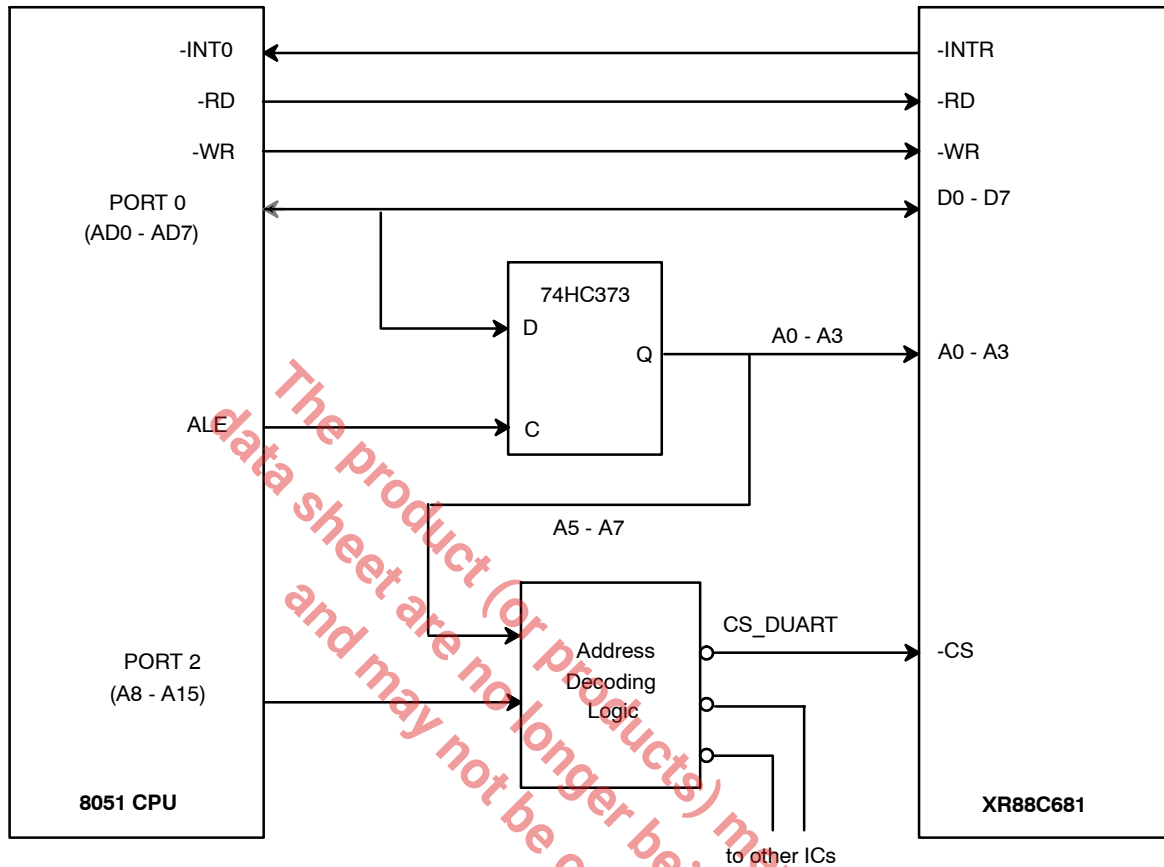 -INT0
-INTR
-RD
-RD
-WR
-WR
PORT 0
(AD0 - AD7)
D0 - D7
74HC373
D
Q
A0 - A3
A0 - A3
ALE
C
A5 - A7
PORT 2
(A8 - A15)
Address
Decoding
Logic
CS_DUART
-CS
8051 CPU
XR88C681
to other ICs
The product (or products)
data sheet are no longer
and may not be